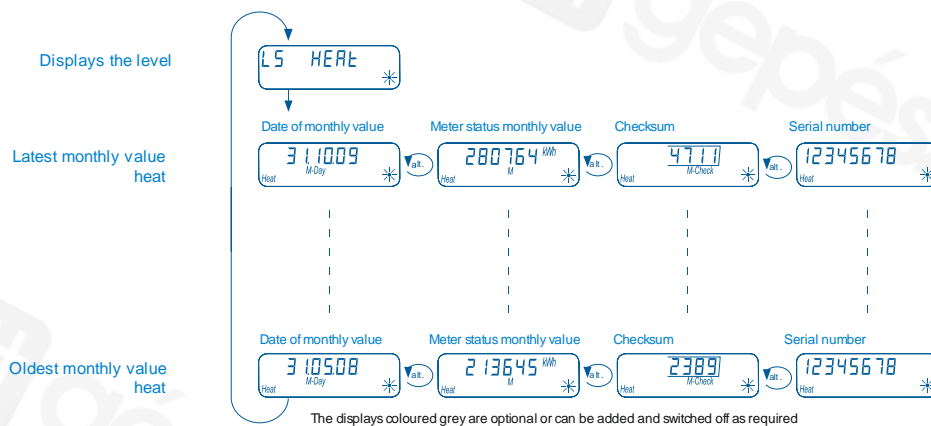 Displays the level
LS HEAt
Date of monthly value Meter status monthly value Checksum Serial number
Latest monthly value
heat
31.10.09 M-Day Heat alt. 280764 kWh M Heat alt. 4711 M-Check Heat alt. 12345678 Heat
Date of monthly value Meter status monthly value Checksum Serial number
Oldest monthly value
heat
31.05.08 M-Day Heat alt. 213645 kWh M Heat alt. 2389 M-Check Heat alt. 12345678 Heat
The displays coloured grey are optional or can be added and switched off as required